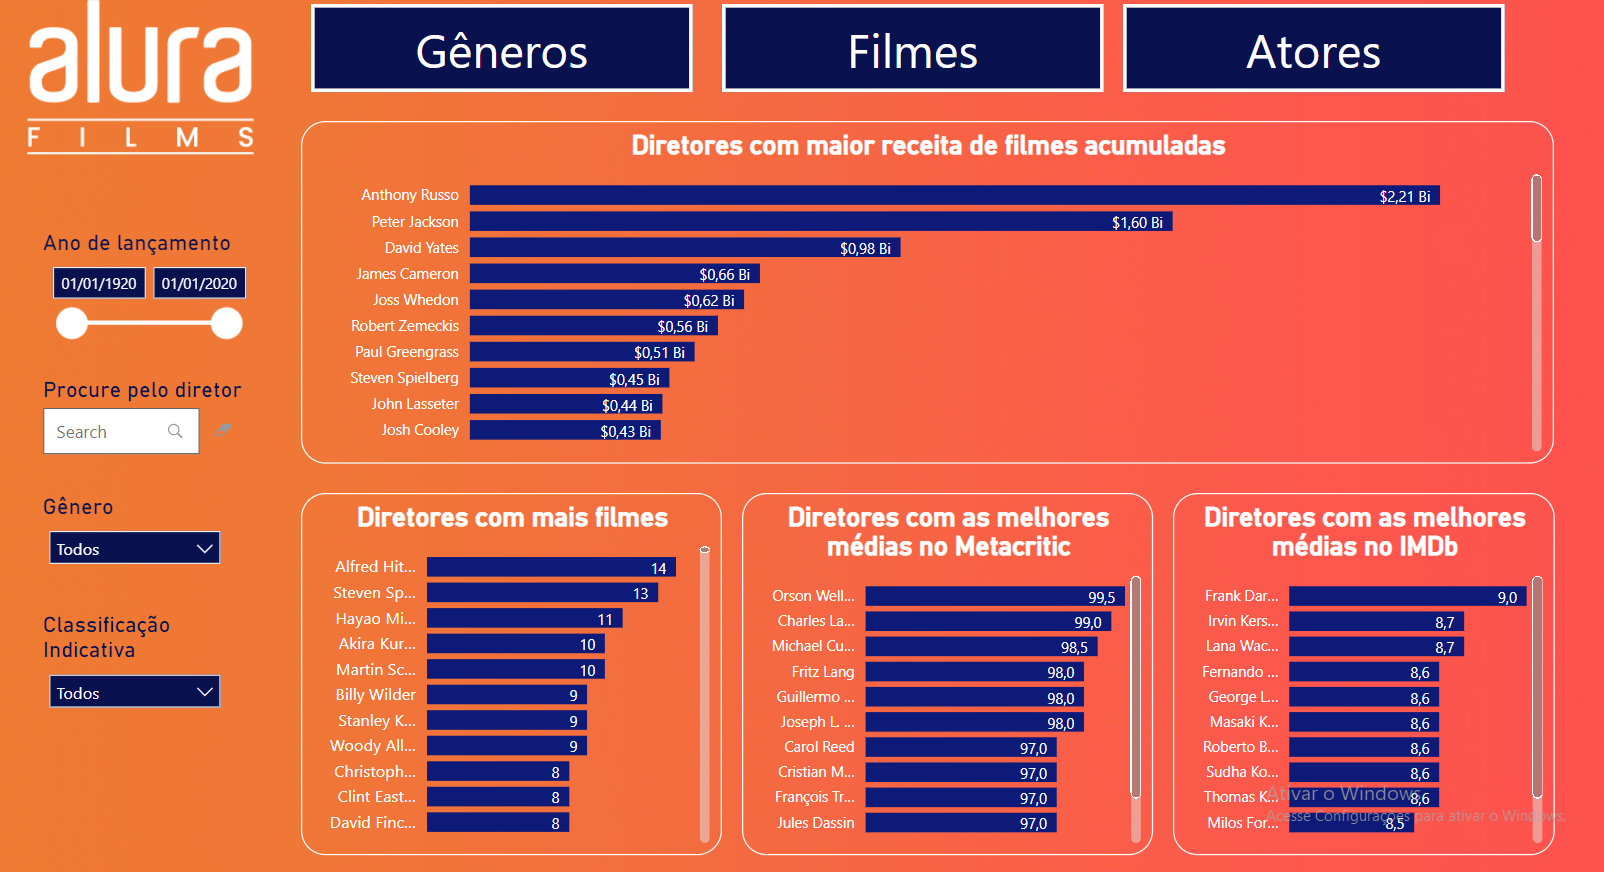 alura
FILMS
Gêneros
Filmes
Atores
Ano de lançamento
01/01/1920
01/01/2020
Procure pelo diretor
Search
Gênero
Todos
Classificação
Indicativa
Todos
Diretores com maior receita de filmes acumuladas
Anthony Russo $2,21 Bi
Peter Jackson $1,60 Bi
David Yates $0,98 Bi
James Cameron $0,66 Bi
Joss Whedon $0,62 Bi
Robert Zemeckis $0,56 Bi
Paul Greengrass $0,51 Bi
Steven Spielberg $0,45 Bi
John Lasseter $0,44 Bi
Josh Cooley $0,43 Bi
Diretores com mais filmes
Alfred Hit... 14
Steven Sp... 13
Hayao Mi... 11
Akira Kur... 10
Martin Sc... 10
Billy Wilder 9
Stanley K... 9
Woody All... 9
Christoph... 8
Clint East... 8
David Finc... 8
Diretores com as melhores
médias no Metacritic
Orson Well... 99,5
Charles La... 99,0
Michael Cu... 98,5
Fritz Lang 98,0
Guillermo ... 98,0
Joseph L. ... 98,0
Carol Reed 97,0
Cristian M... 97,0
François Tr... 97,0
Jules Dassin 97,0
Diretores com as melhores
médias no IMDb
Frank Dar... 9,0
Irvin Kers... 8,7
Lana Wac... 8,7
Fernando ... 8,6
George L... 8,6
Masaki K... 8,6
Roberto B... 8,6
Sudha Ko... 8,6
Thomas K... 8,6
Milos For... 8,5
Ativar o Windows
Acesse Configurações para ativar o Windows.